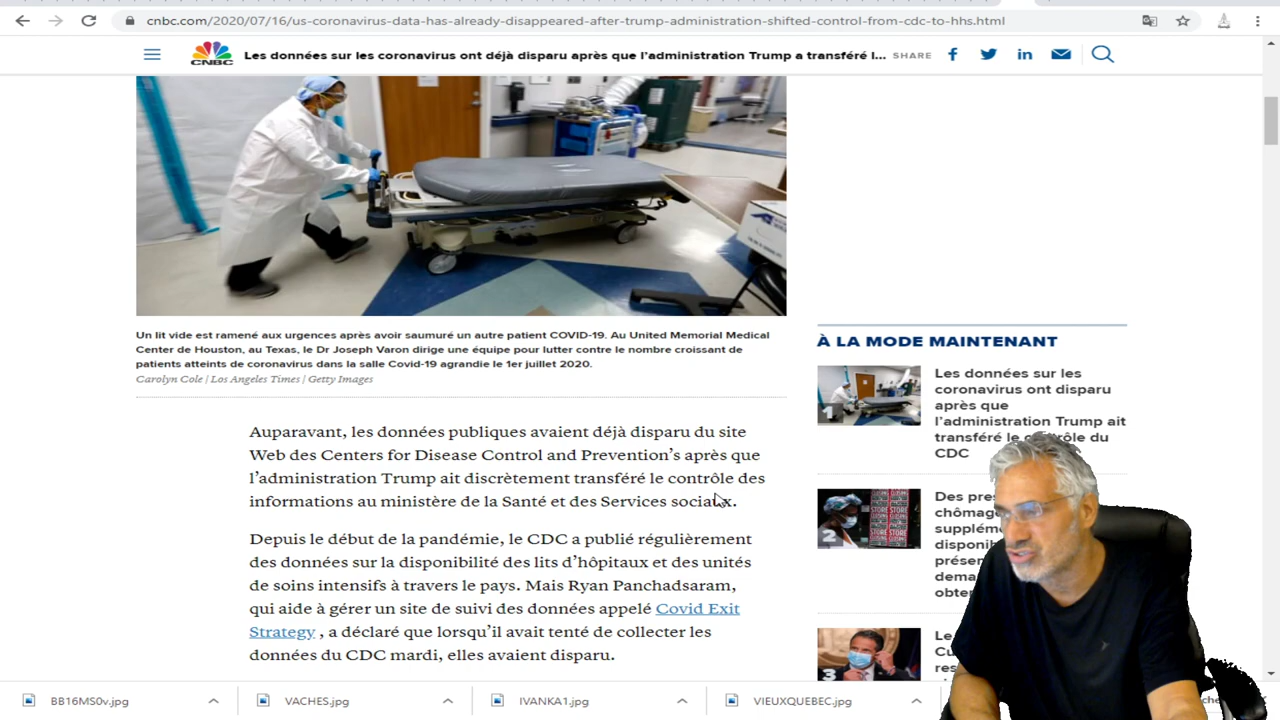 cnbc.com/2020/07/16/us-coronavirus-data-has-already-disappeared-after-trump-administration-shifted-control-from-cdc-to-hhs.html
CNBC
Les données sur les coronavirus ont déjà disparu après que l'administration Trump a transféré l...
SHARE
Un lit vide est ramené aux urgences après avoir saumuré un autre patient COVID-19. Au United Memorial Medical
Center de Houston, au Texas, le Dr Joseph Varon dirige une équipe pour lutter contre le nombre croissant de
patients atteints de coronavirus dans la salle Covid-19 agrandie le 1er juillet 2020.
Carolyn Cole | Los Angeles Times | Getty Images
Auparavant, les données publiques avaient déjà disparu du site
Web des Centers for Disease Control and Prevention's après que
l'administration Trump ait discrètement transféré le contrôle des
informations au ministère de la Santé et des Services sociaux.
Depuis le début de la pandémie, le CDC a publié régulièrement
des données sur la disponibilité des lits d'hôpitaux et des unités
de soins intensifs à travers le pays. Mais Ryan Panchadsaram,
qui aide à gérer un site de suivi des données appelé Covid Exit
Strategy , a déclaré que lorsqu'il avait tenté de collecter les
données du CDC mardi, elles avaient disparu.
À LA MODE MAINTENANT
1
Les données sur les
coronavirus ont disparu
après que
l'administration Trump ait
transféré le contrôle du
CDC
2
Des
3
BB16MS0v.jpg
VACHES.jpg
IVANKA1.jpg
VIEUXQUEBEC.jpg